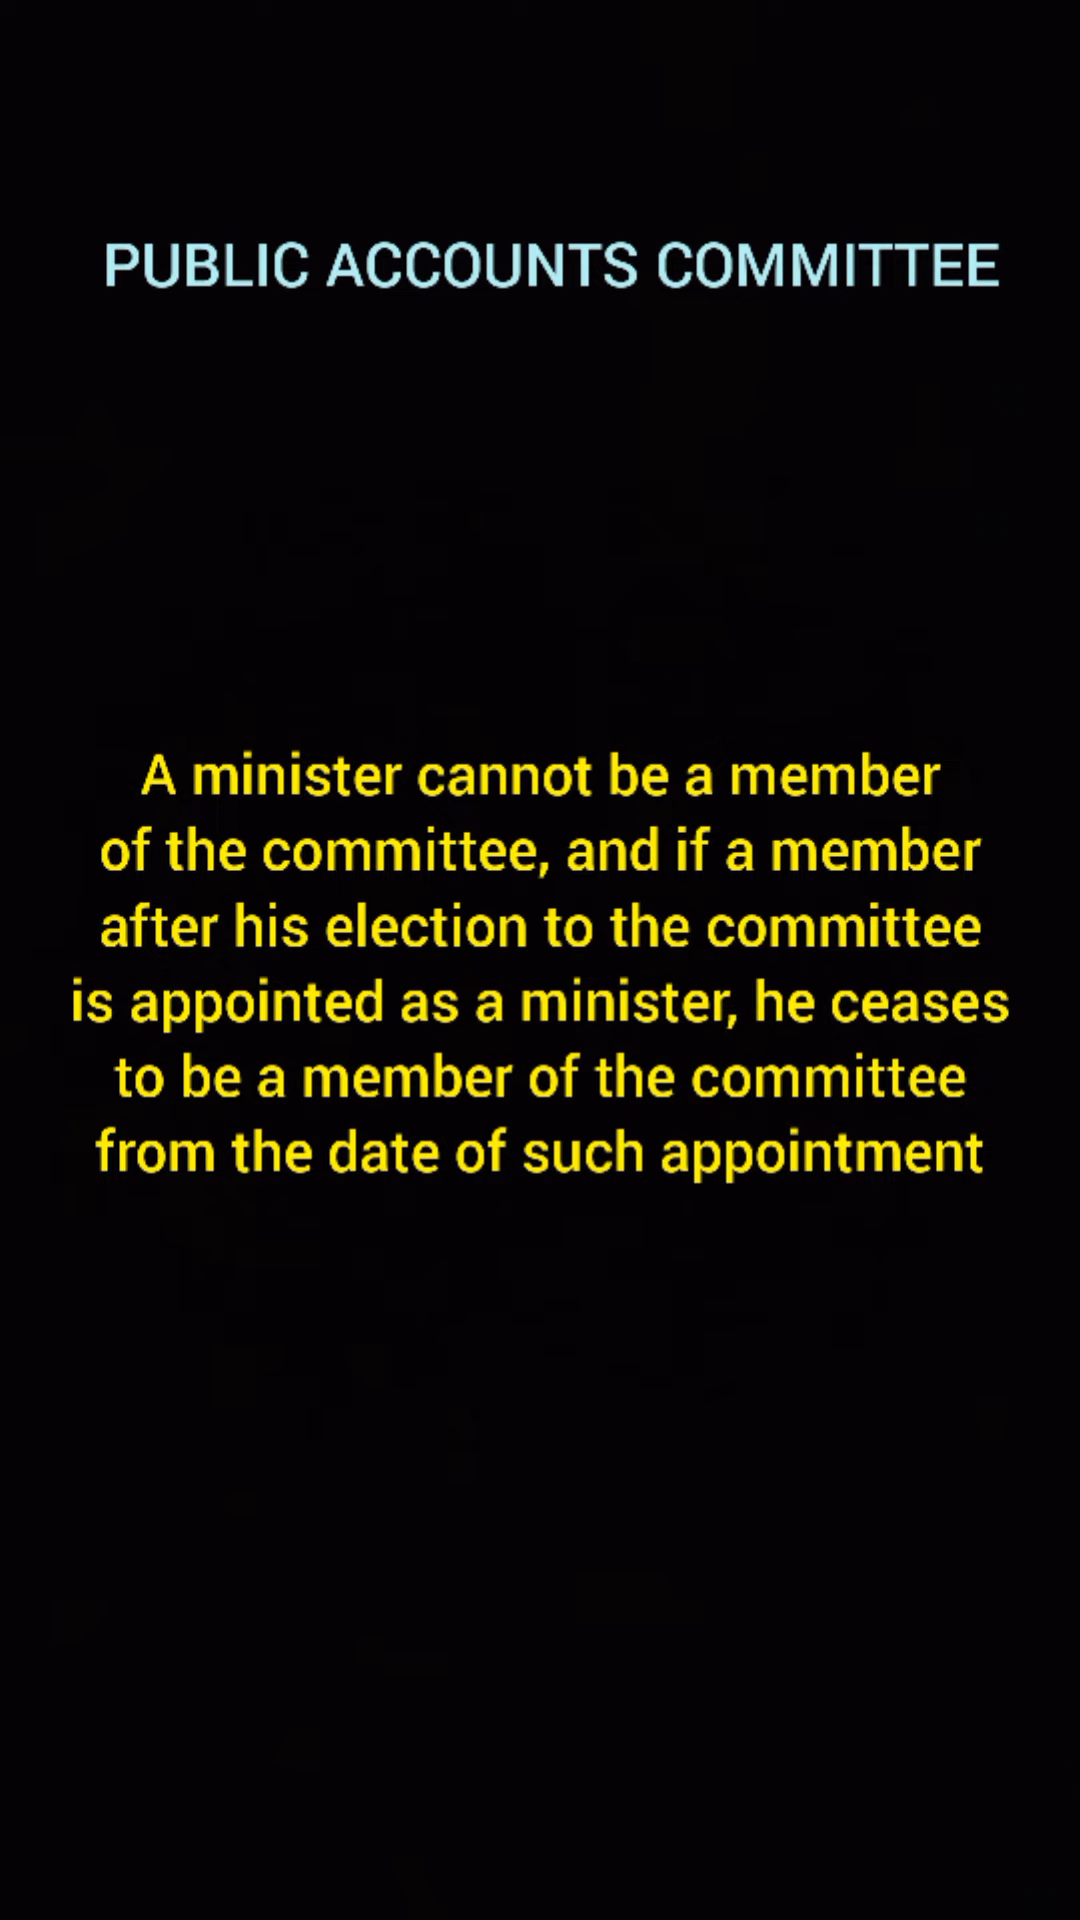 PUBLIC ACCOUNTS COMMITTEE
A minister cannot be a member
of the committee, and if a member
after his election to the committee
is appointed as a minister, he ceases
to be a member of the committee
from the date of such appointment